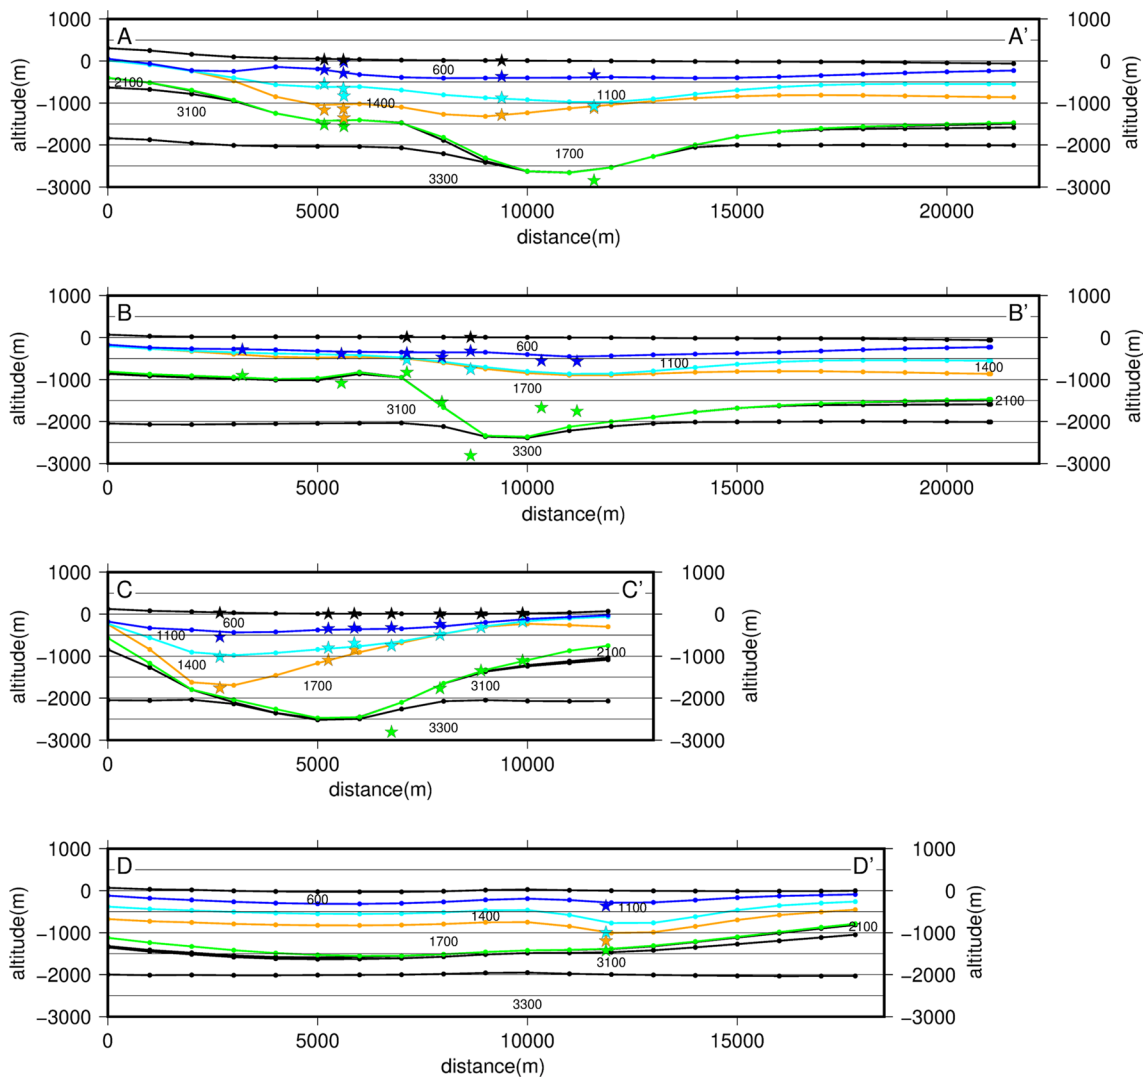 1000 A A' 1000
0 600 0
2100 1100
−1000 3100 1400 −1000
−2000 1700 −2000
−3000 3300 −3000
altitude(m) altitude(m)
0 5000 10000 15000 20000
distance(m)
1000 B B' 1000
0 600 0
1100 1400
−1000 1700 −1000
3100 2100
−2000 −2000
3300
−3000 −3000
altitude(m) altitude(m)
0 5000 10000 15000 20000
distance(m)
1000 C C' 1000
0 600 0
1100
−1000 1400 2100 −1000
1700 3100
−2000 −2000
3300
−3000 −3000
altitude(m) altitude(m)
0 5000 10000
distance(m)
1000 D D' 1000
0 600 0
1100
1400
−1000 1700 2100 −1000
3100
−2000 −2000
3300
−3000 −3000
altitude(m) altitude(m)
0 5000 10000 15000
distance(m)